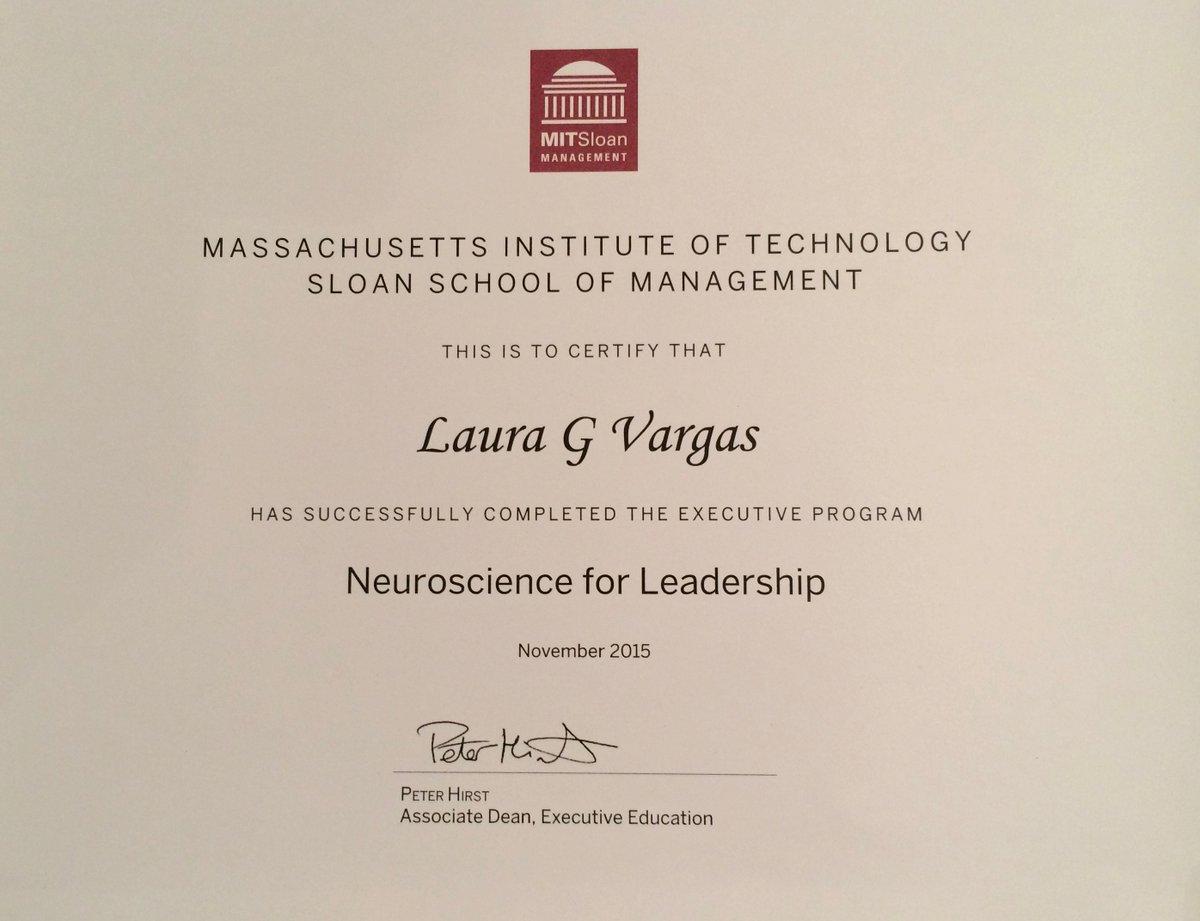 MITSloan
MANAGEMENT
MASSACHUSETTS INSTITUTE OF TECHNOLOGY
SLOAN SCHOOL OF MANAGEMENT
THIS IS TO CERTIFY THAT
Laura G Vargas
HAS SUCCESSFULLY COMPLETED THE EXECUTIVE PROGRAM
Neuroscience for Leadership
November 2015
Peter Hirst
PETER HIRST
Associate Dean, Executive Education